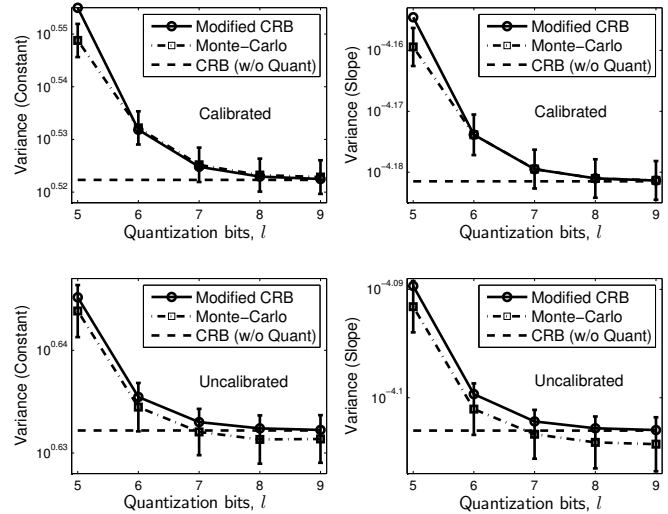 Variance (Constant)
10^0.55
10^0.54
10^0.53
10^0.52
Modified CRB
Monte-Carlo
CRB (w/o Quant)
Calibrated
5 6 7 8 9
Quantization bits, l
Variance (Slope)
10^-4.16
10^-4.17
10^-4.18
Modified CRB
Monte-Carlo
CRB (w/o Quant)
Calibrated
5 6 7 8 9
Quantization bits, l
Variance (Constant)
10^0.64
10^0.63
Modified CRB
Monte-Carlo
CRB (w/o Quant)
Uncalibrated
5 6 7 8 9
Quantization bits, l
Variance (Slope)
10^-4.09
10^-4.1
Modified CRB
Monte-Carlo
CRB (w/o Quant)
Uncalibrated
5 6 7 8 9
Quantization bits, l